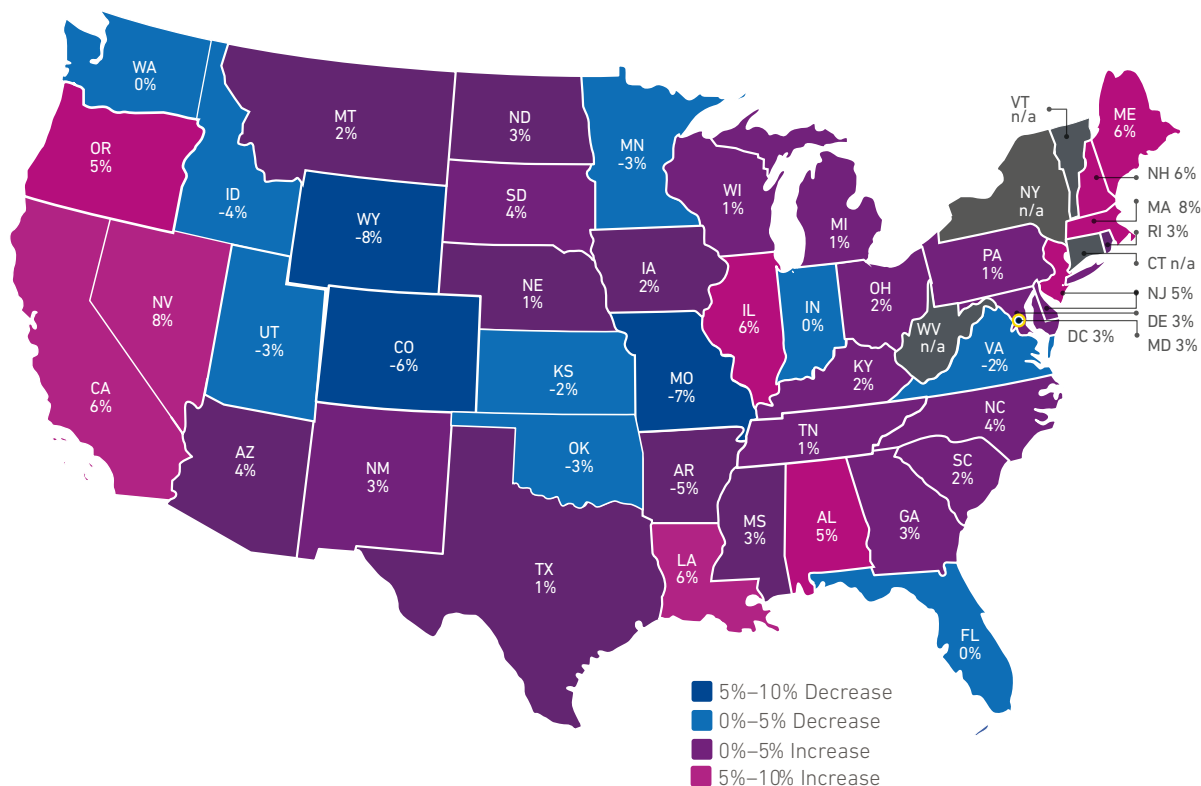 WA
0%
OR
5%
CA
6%
NV
8%
ID
-4%
MT
2%
WY
-8%
UT
-3%
AZ
4%
CO
-6%
NM
3%
ND
3%
SD
4%
NE
1%
KS
-2%
OK
-3%
TX
1%
MN
-3%
IA
2%
MO
-7%
AR
-5%
LA
6%
WI
1%
IL
6%
MI
1%
IN
0%
OH
2%
KY
2%
TN
1%
MS
3%
AL
5%
GA
3%
FL
0%
SC
2%
NC
4%
VA
-2%
WV
n/a
PA
1%
NY
n/a
VT
n/a
ME
6%
NH 6%
MA 8%
RI 3%
CT n/a
NJ 5%
DE 3%
MD 3%
DC 3%
5%–10% Decrease
0%–5% Decrease
0%–5% Increase
5%–10% Increase